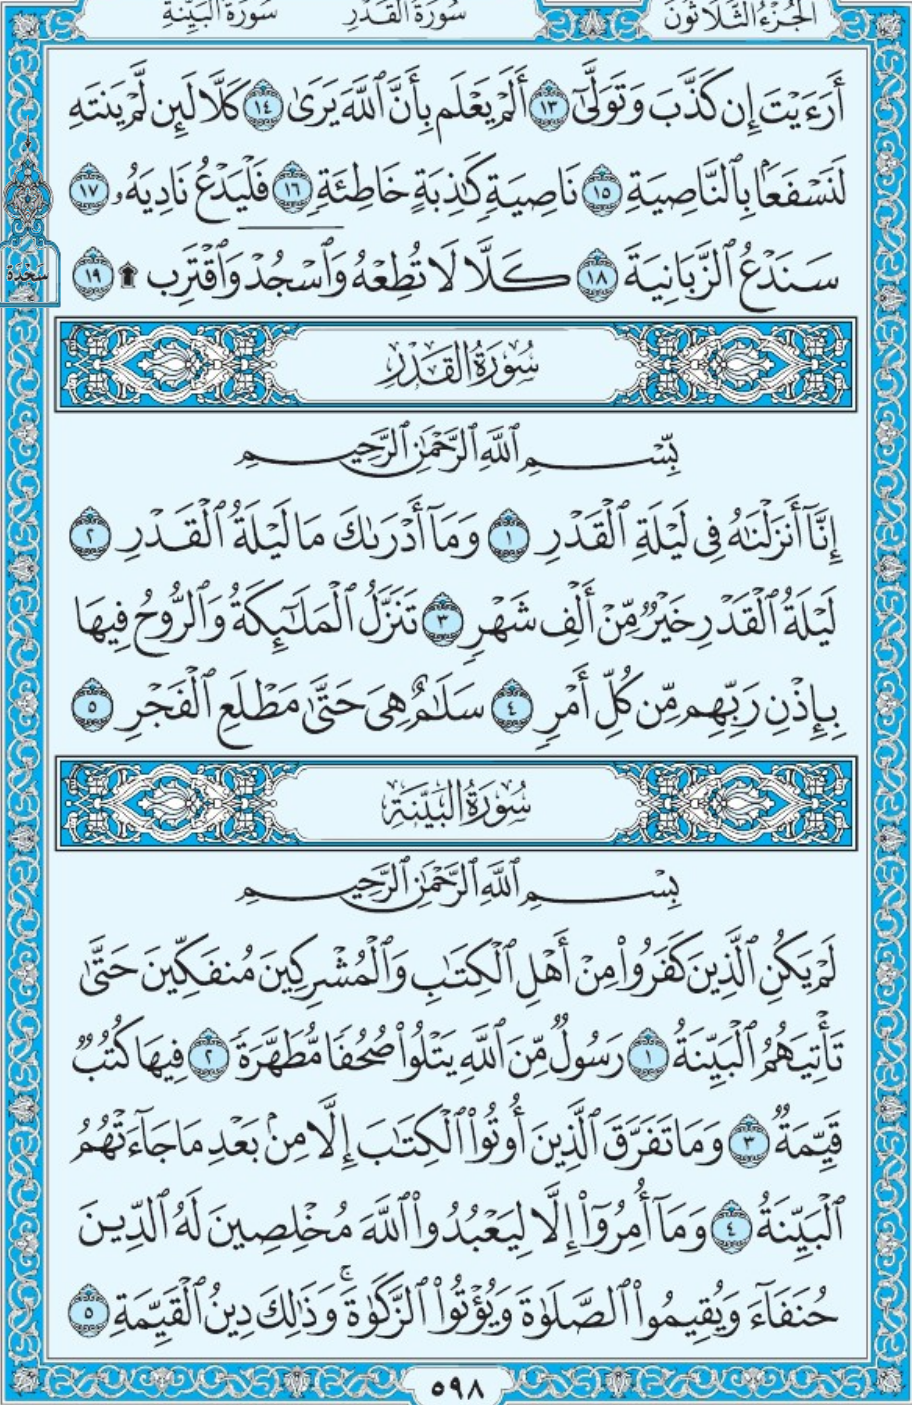 الجُزْءُ الثَّلَاثُونَ سُورَةُ القَدْرِ سُورَةُ البَيِّنَةِ
أَرَءَيْتَ إِن كَذَّبَ وَتَوَلَّىٰٓ ١٣ أَلَمْ يَعْلَم بِأَنَّ ٱللَّهَ يَرَىٰ ١٤ كَلَّا لَئِن لَّمْ يَنتَهِ
لَنَسْفَعًۢا بِٱلنَّاصِيَةِ ١٥ نَاصِيَةٍ كَٰذِبَةٍ خَاطِئَةٍ ١٦ فَلْيَدْعُ نَادِيَهُۥ ١٧
سَنَدْعُ ٱلزَّبَانِيَةَ ١٨ كَلَّا لَا تُطِعْهُ وَٱسْجُدْ وَٱقْتَرِب ۩ ١٩
سَجْدَة
سُورَةُ القَدْرِ
بِّسْمِ ٱللَّهِ ٱلرَّحْمَٰنِ ٱلرَّحِيمِ
إِنَّآ أَنزَلْنَٰهُ فِى لَيْلَةِ ٱلْقَدْرِ ١ وَمَآ أَدْرَىٰكَ مَا لَيْلَةُ ٱلْقَدْرِ ٢
لَيْلَةُ ٱلْقَدْرِ خَيْرٌ مِّنْ أَلْفِ شَهْرٍ ٣ تَنَزَّلُ ٱلْمَلَٰٓئِكَةُ وَٱلرُّوحُ فِيهَا
بِإِذْنِ رَبِّهِم مِّن كُلِّ أَمْرٍ ٤ سَلَٰمٌ هِىَ حَتَّىٰ مَطْلَعِ ٱلْفَجْرِ ٥
سُورَةُ البَيِّنَةِ
بِسْمِ ٱللَّهِ ٱلرَّحْمَٰنِ ٱلرَّحِيمِ
لَمْ يَكُنِ ٱلَّذِينَ كَفَرُوا۟ مِنْ أَهْلِ ٱلْكِتَٰبِ وَٱلْمُشْرِكِينَ مُنفَكِّينَ حَتَّىٰ
تَأْتِيَهُمُ ٱلْبَيِّنَةُ ١ رَسُولٌ مِّنَ ٱللَّهِ يَتْلُوا۟ صُحُفًا مُّطَهَّرَةً ٢ فِيهَا كُتُبٌ
قَيِّمَةٌ ٣ وَمَا تَفَرَّقَ ٱلَّذِينَ أُوتُوا۟ ٱلْكِتَٰبَ إِلَّا مِنۢ بَعْدِ مَا جَآءَتْهُمُ
ٱلْبَيِّنَةُ ٤ وَمَآ أُمِرُوٓا۟ إِلَّا لِيَعْبُدُوا۟ ٱللَّهَ مُخْلِصِينَ لَهُ ٱلدِّينَ
حُنَفَآءَ وَيُقِيمُوا۟ ٱلصَّلَوٰةَ وَيُؤْتُوا۟ ٱلزَّكَوٰةَ ۚ وَذَٰلِكَ دِينُ ٱلْقَيِّمَةِ ٥
٥٩٨